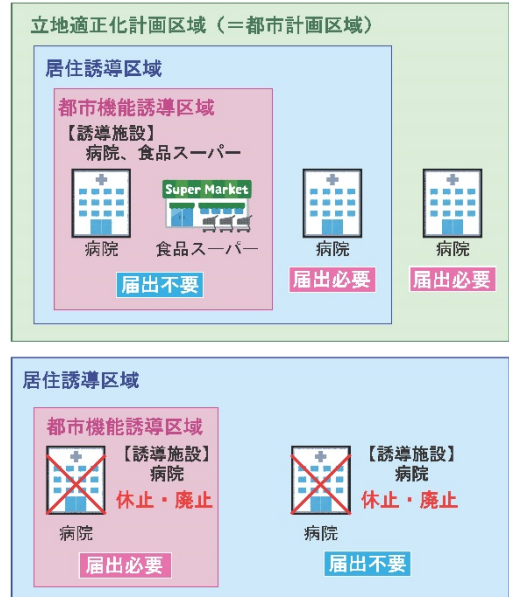 立地適正化計画区域（＝都市計画区域）
居住誘導区域
都市機能誘導区域
【誘導施設】
病院、食品スーパー
Super Market
病院
食品スーパー
病院
病院
届出不要
届出必要
届出必要
居住誘導区域
都市機能誘導区域
【誘導施設】
病院
休止・廃止
病院
届出必要
【誘導施設】
病院
休止・廃止
病院
届出不要